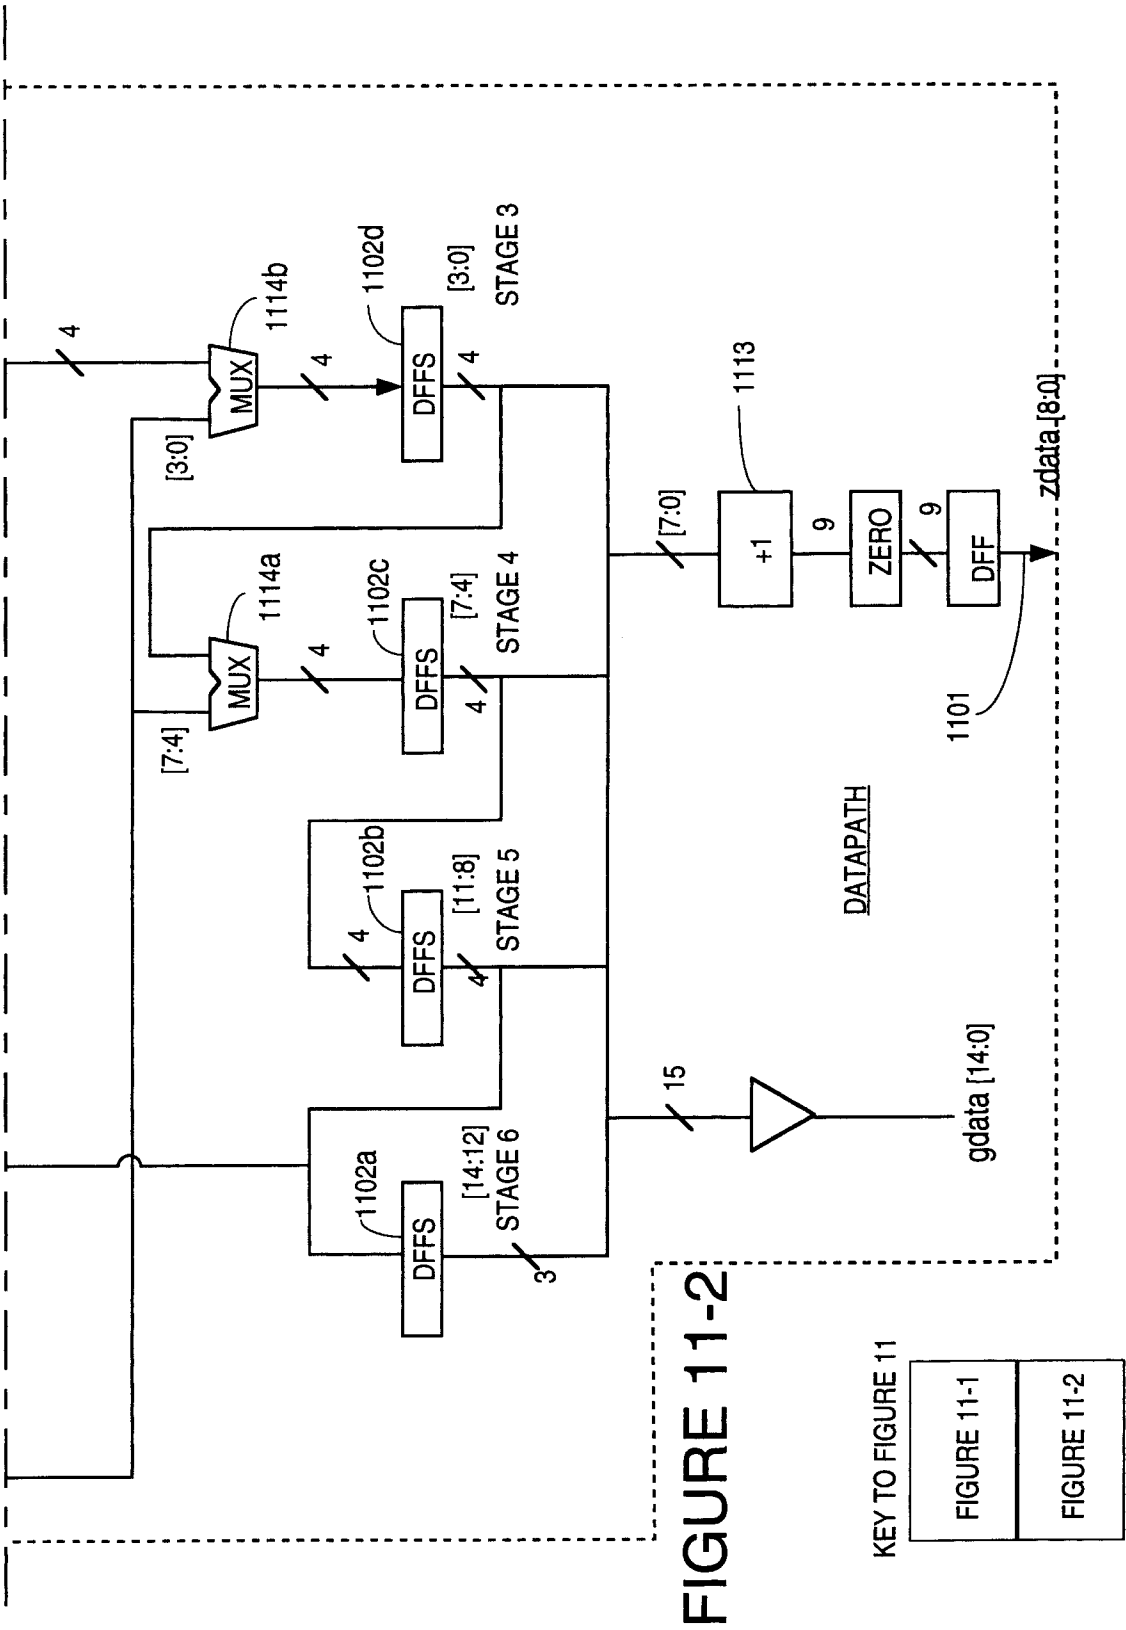 4
[3:0]
MUX
1114b
4
1102d
DFFS
4
[3:0]
STAGE 3
[7:4]
MUX
1114a
4
1102c
DFFS
4
[7:4]
STAGE 4
4
1102b
DFFS
4
[11:8]
STAGE 5
1102a
DFFS
[14:12]
STAGE 6
3
[7:0]
+1
1113
9
ZERO
9
DFF
1101
zdata [8:0]
15
gdata [14:0]
DATAPATH
FIGURE 11-2
KEY TO FIGURE 11
FIGURE 11-1
FIGURE 11-2